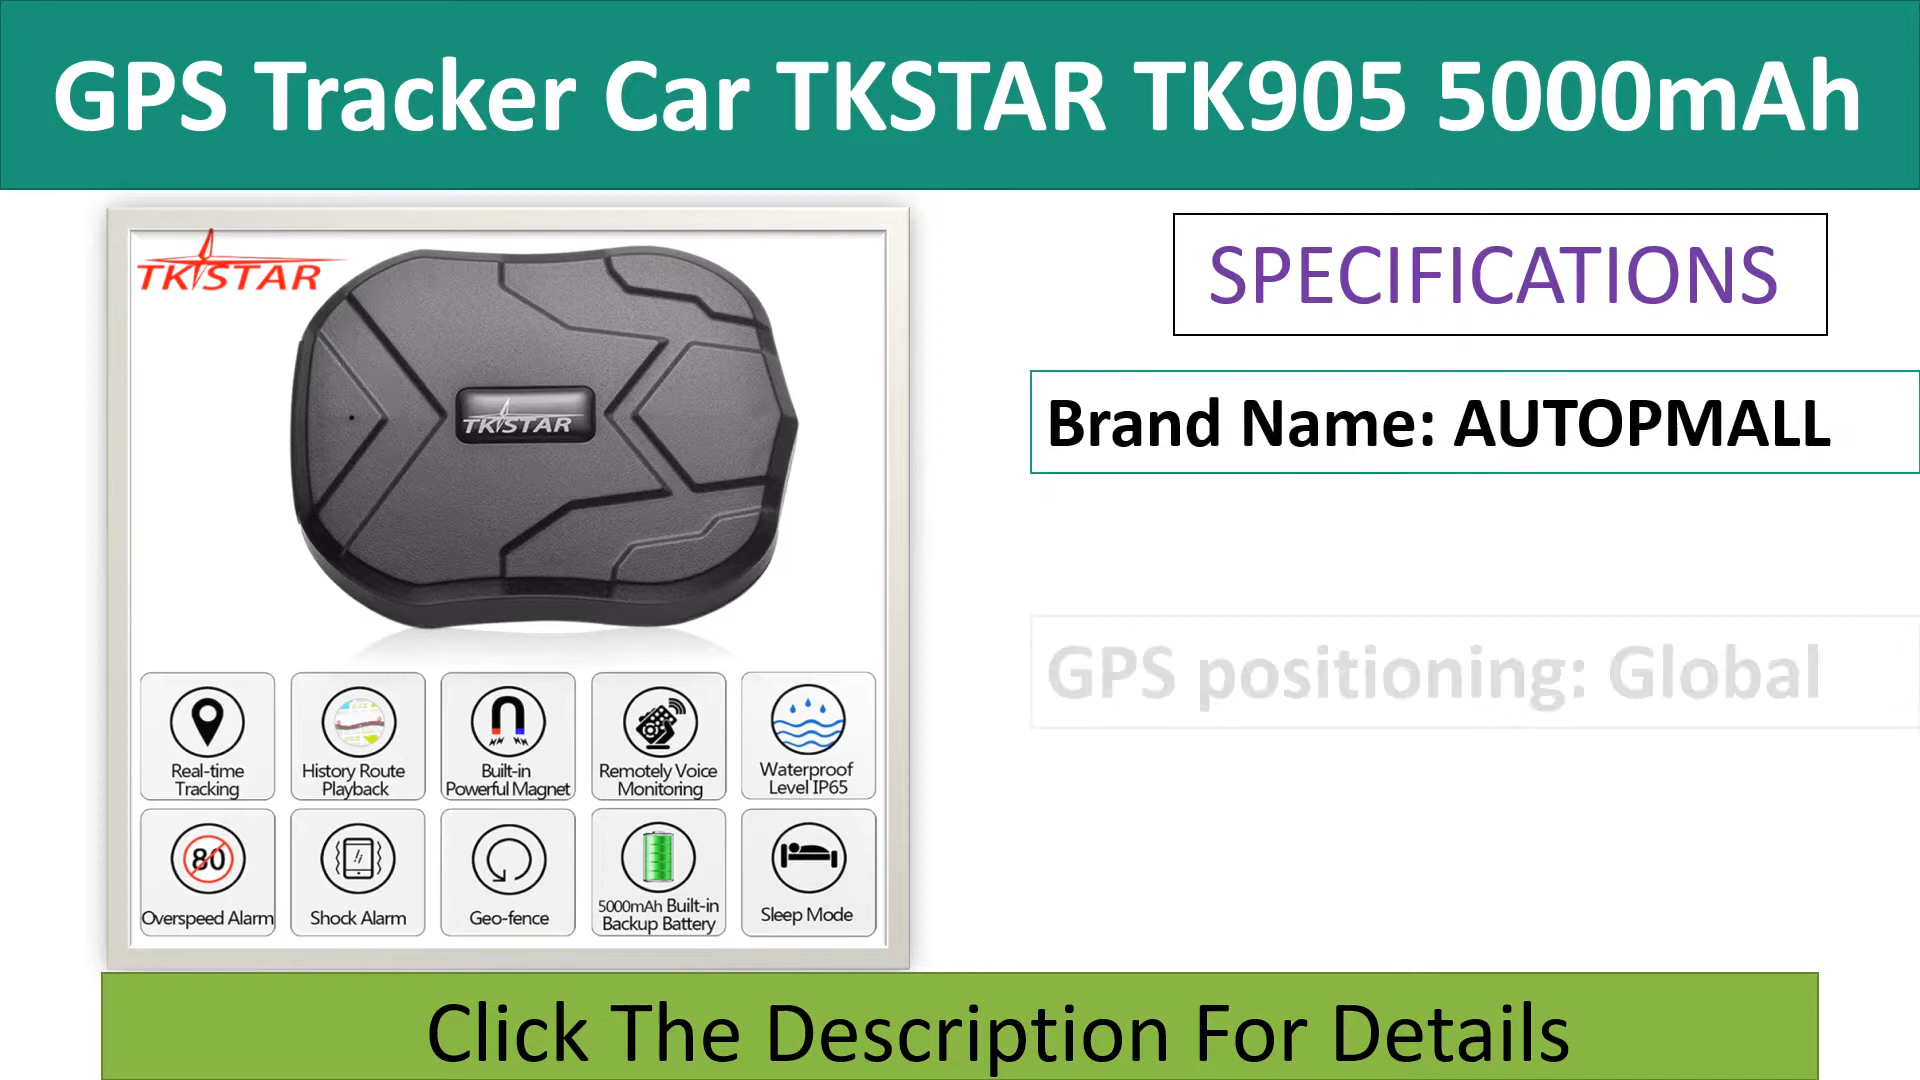 GPS Tracker Car TKSTAR TK905 5000mAh
TKSTAR
TKSTAR
SPECIFICATIONS
Brand Name: AUTOPMALL
GPS positioning: Global
Real-time
Tracking
History Route
Playback
Built-in
Powerful Magnet
Remotely Voice
Monitoring
Waterproof
Level IP65
80
Overspeed Alarm
Shock Alarm
Geo-fence
5000mAh Built-in
Backup Battery
Sleep Mode
Click The Description For Details